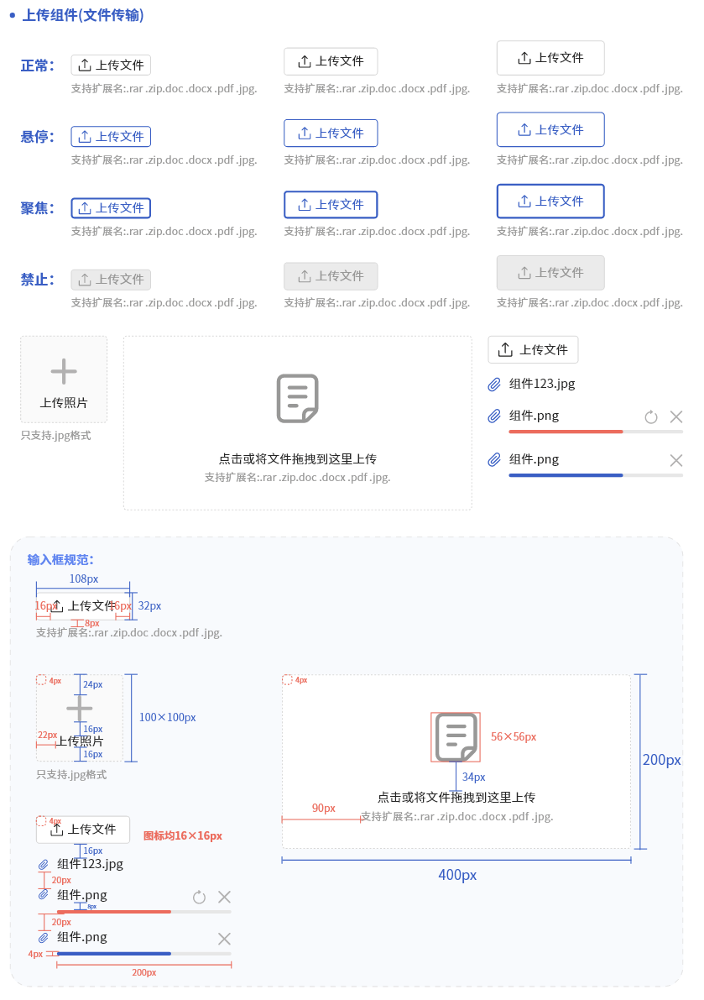 上传组件(文件传输)
正常:
上传文件
上传文件
上传文件
支持扩展名:.rar .zip.doc .docx .pdf .jpg.
支持扩展名:.rar .zip.doc .docx .pdf .jpg.
支持扩展名:.rar .zip.doc .docx .pdf .jpg.
悬停:
上传文件
上传文件
上传文件
支持扩展名:.rar .zip.doc .docx .pdf .jpg.
支持扩展名:.rar .zip.doc .docx .pdf .jpg.
支持扩展名:.rar .zip.doc .docx .pdf .jpg.
聚焦:
上传文件
上传文件
上传文件
支持扩展名:.rar .zip.doc .docx .pdf .jpg.
支持扩展名:.rar .zip.doc .docx .pdf .jpg.
支持扩展名:.rar .zip.doc .docx .pdf .jpg.
禁止:
上传文件
上传文件
上传文件
支持扩展名:.rar .zip.doc .docx .pdf .jpg.
支持扩展名:.rar .zip.doc .docx .pdf .jpg.
支持扩展名:.rar .zip.doc .docx .pdf .jpg.
上传照片
只支持.jpg格式
点击或将文件拖拽到这里上传
支持扩展名:.rar .zip.doc .docx .pdf .jpg.
上传文件
组件123.jpg
组件.png
组件.png
输入框规范:
108px
16px
上传文件
16px
32px
8px
支持扩展名:.rar .zip.doc .docx .pdf .jpg.
4px
24px
100×100px
16px
22px
上传照片
16px
只支持.jpg格式
4px
56×56px
34px
点击或将文件拖拽到这里上传
90px
支持扩展名:.rar .zip.doc .docx .pdf .jpg.
200px
400px
4px
上传文件
图标均16×16px
16px
组件123.jpg
20px
组件.png
8px
20px
组件.png
4px
200px